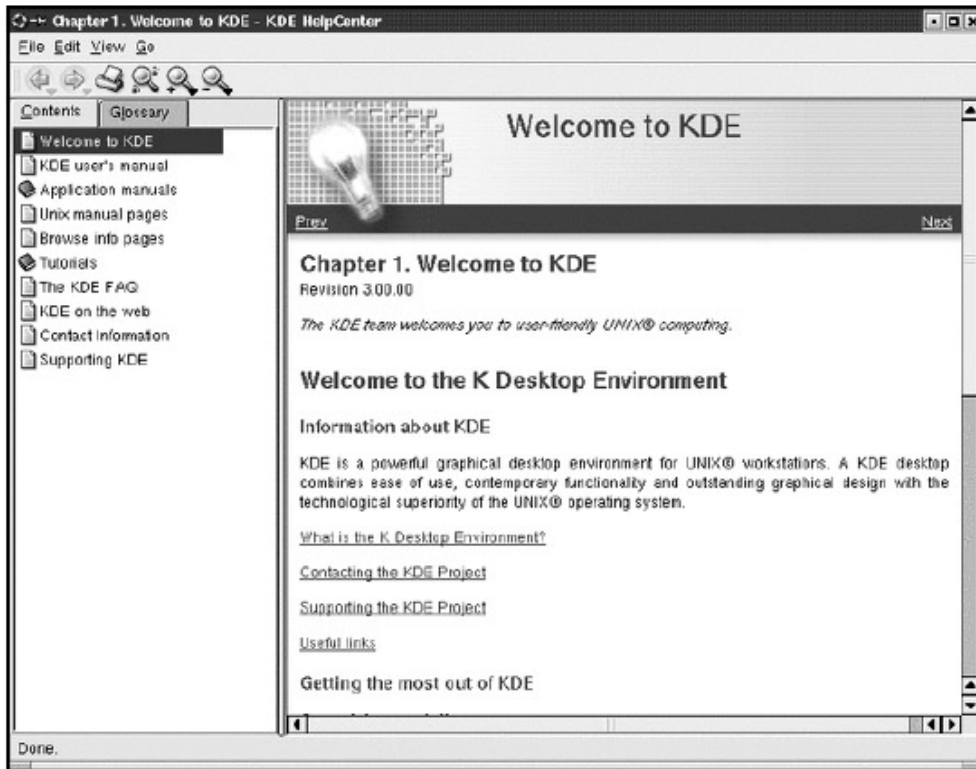 Chapter 1. Welcome to KDE - KDE HelpCenter
File Edit View Go
Contents Glossary
Welcome to KDE
KDE user's manual
Application manuals
Unix manual pages
Browse info pages
Tutorials
The KDE FAQ
KDE on the web
Contact Information
Supporting KDE
Welcome to KDE
Prev Next
Chapter 1. Welcome to KDE
Revision 3.00.00
The KDE team welcomes you to user-friendly UNIX® computing.
Welcome to the K Desktop Environment
Information about KDE
KDE is a powerful graphical desktop environment for UNIX® workstations. A KDE desktop
combines ease of use, contemporary functionality and outstanding graphical design with the
technological superiority of the UNIX® operating system.
What is the K Desktop Environment?
Contacting the KDE Project
Supporting the KDE Project
Useful links
Getting the most out of KDE
Done.